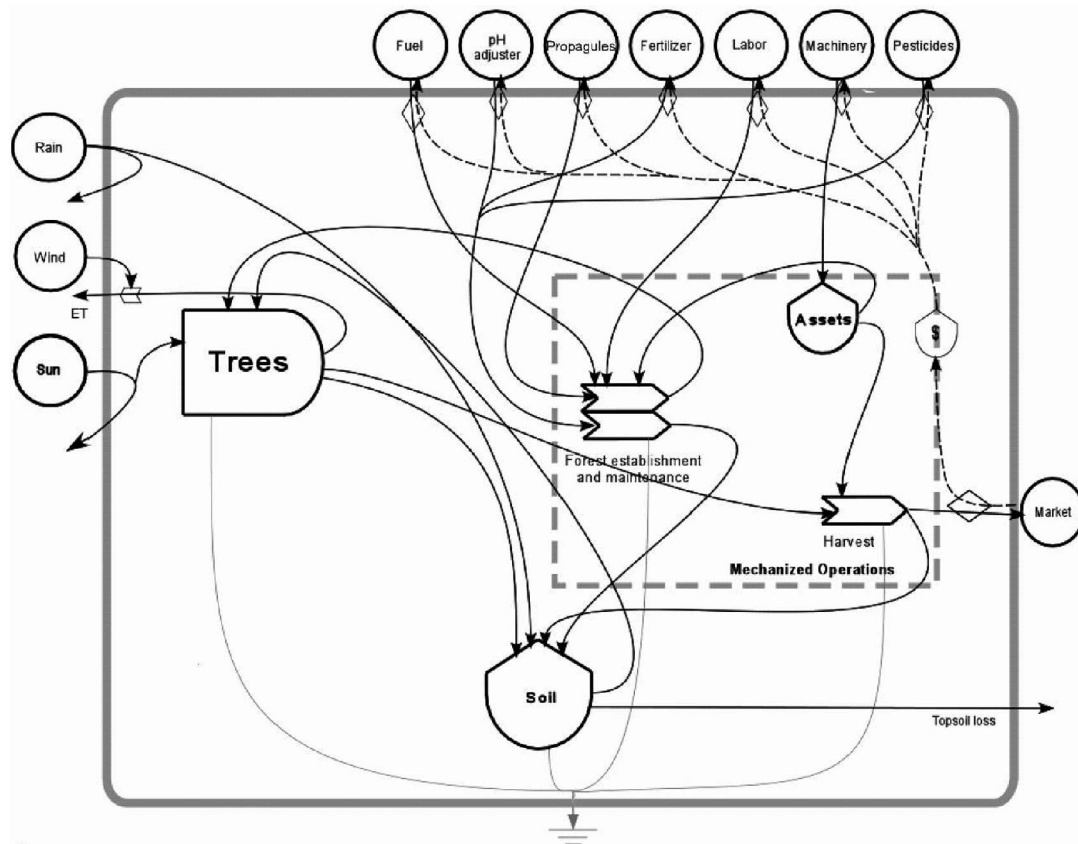 Fuel
pH
adjuster
Propagules
Fertilizer
Labor
Machinery
Pesticides
Rain
Wind
ET
Sun
Trees
Assets
$
Forest establishment
and maintenance
Market
Harvest
Mechanized Operations
Soil
Topsoil loss